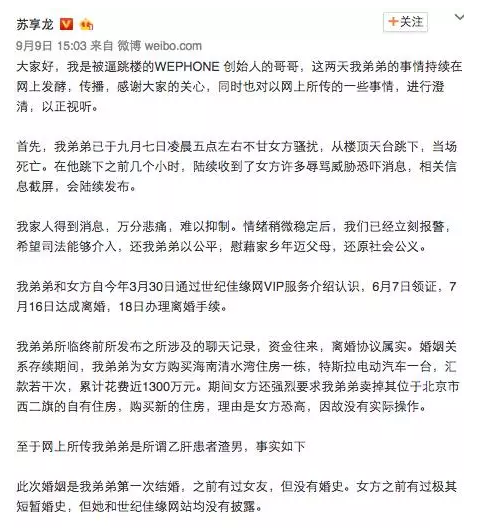 苏享龙
+关注
9月9日 15:03 来自 微博 weibo.com
大家好，我是被逼跳楼的WEPHONE 创始人的哥哥，这两天我弟弟的事情持续在
网上发酵，传播，感谢大家的关心，同时也对以网上所传的一些事情，进行澄
清，以正视听。
首先，我弟弟已于九月七日凌晨五点左右不甘女方骚扰，从楼顶天台跳下，当场
死亡。在他跳下之前几个小时，陆续收到了女方许多辱骂威胁恐吓消息，相关信
息截屏，会陆续发布。
我家人得到消息，万分悲痛，难以抑制。情绪稍微稳定后，我们已经立刻报警，
希望司法能够介入，还我弟弟以公平，慰藉家乡年迈父母，还原社会公义。
我弟弟和女方自今年3月30日通过世纪佳缘网VIP服务介绍认识，6月7日领证，7
月16日达成离婚，18日办理离婚手续。
我弟弟所临终前所发布之所涉及的聊天记录，资金往来，离婚协议属实。婚姻关
系存续期间，我弟弟为女方购买海南清水湾住房一栋，特斯拉电动汽车一台，汇
款若干次，累计花费近1300万元。期间女方还强烈要求我弟弟卖掉其位于北京市
西二旗的自有住房，购买新的住房，理由是女方恐高，因故没有实际操作。
至于网上所传我弟弟是所谓乙肝患者渣男，事实如下
此次婚姻是我弟弟第一次结婚，之前有过女友，但没有婚史。女方之前有过极其
短暂婚史，但她和世纪佳缘网站均没有披露。